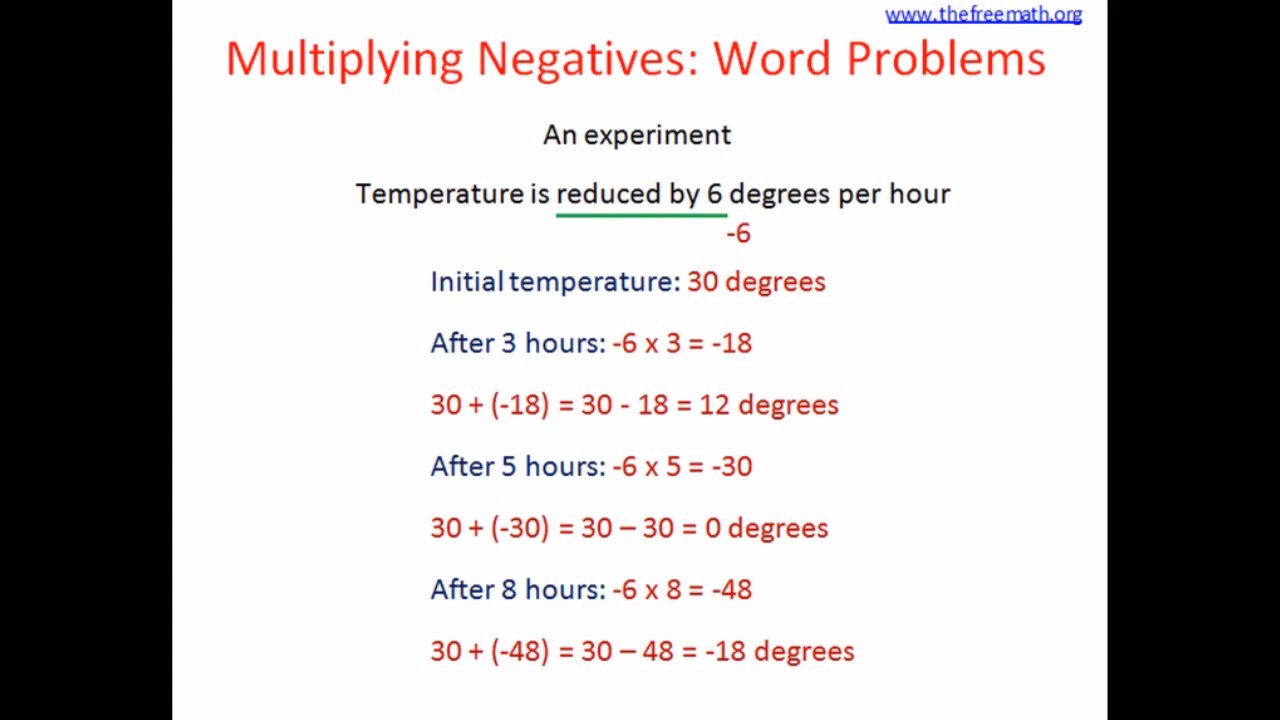 www.thefreemath.org
Multiplying Negatives: Word Problems
An experiment
Temperature is reduced by 6 degrees per hour
-6
Initial temperature: 30 degrees
After 3 hours: -6 x 3 = -18
30 + (-18) = 30 - 18 = 12 degrees
After 5 hours: -6 x 5 = -30
30 + (-30) = 30 – 30 = 0 degrees
After 8 hours: -6 x 8 = -48
30 + (-48) = 30 – 48 = -18 degrees